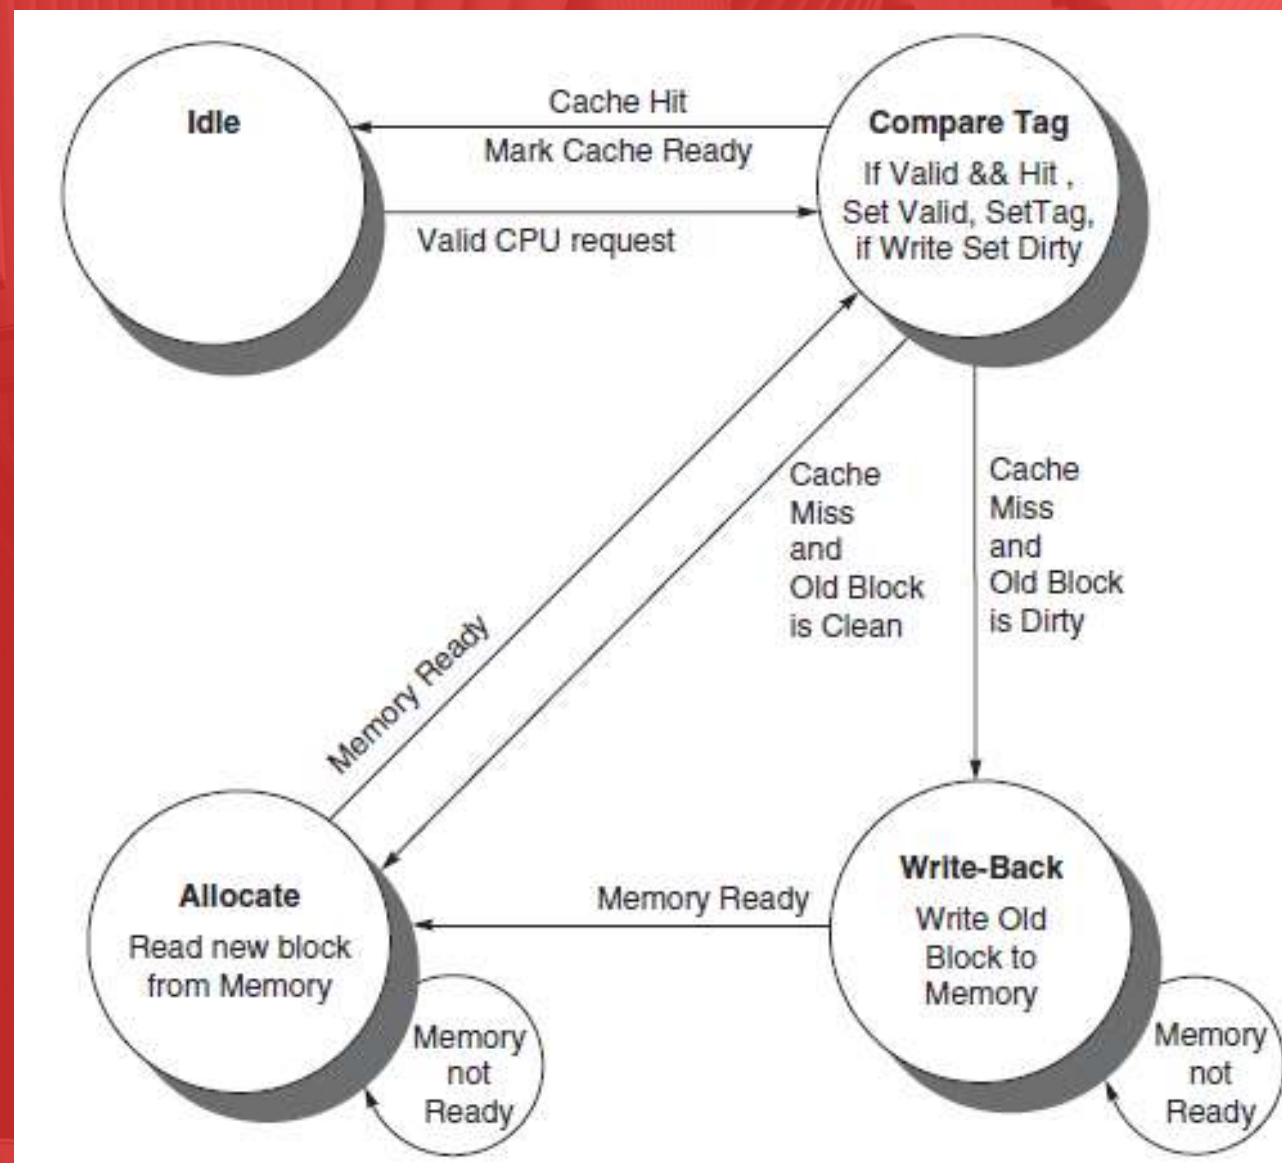 Idle
Cache Hit
Mark Cache Ready
Valid CPU request
Compare Tag
If Valid && Hit ,
Set Valid, SetTag,
if Write Set Dirty
Cache
Miss
and
Old Block
is Clean
Cache
Miss
and
Old Block
is Dirty
Memory Ready
Allocate
Read new block
from Memory
Memory
not
Ready
Memory Ready
Write-Back
Write Old
Block to
Memory
Memory
not
Ready